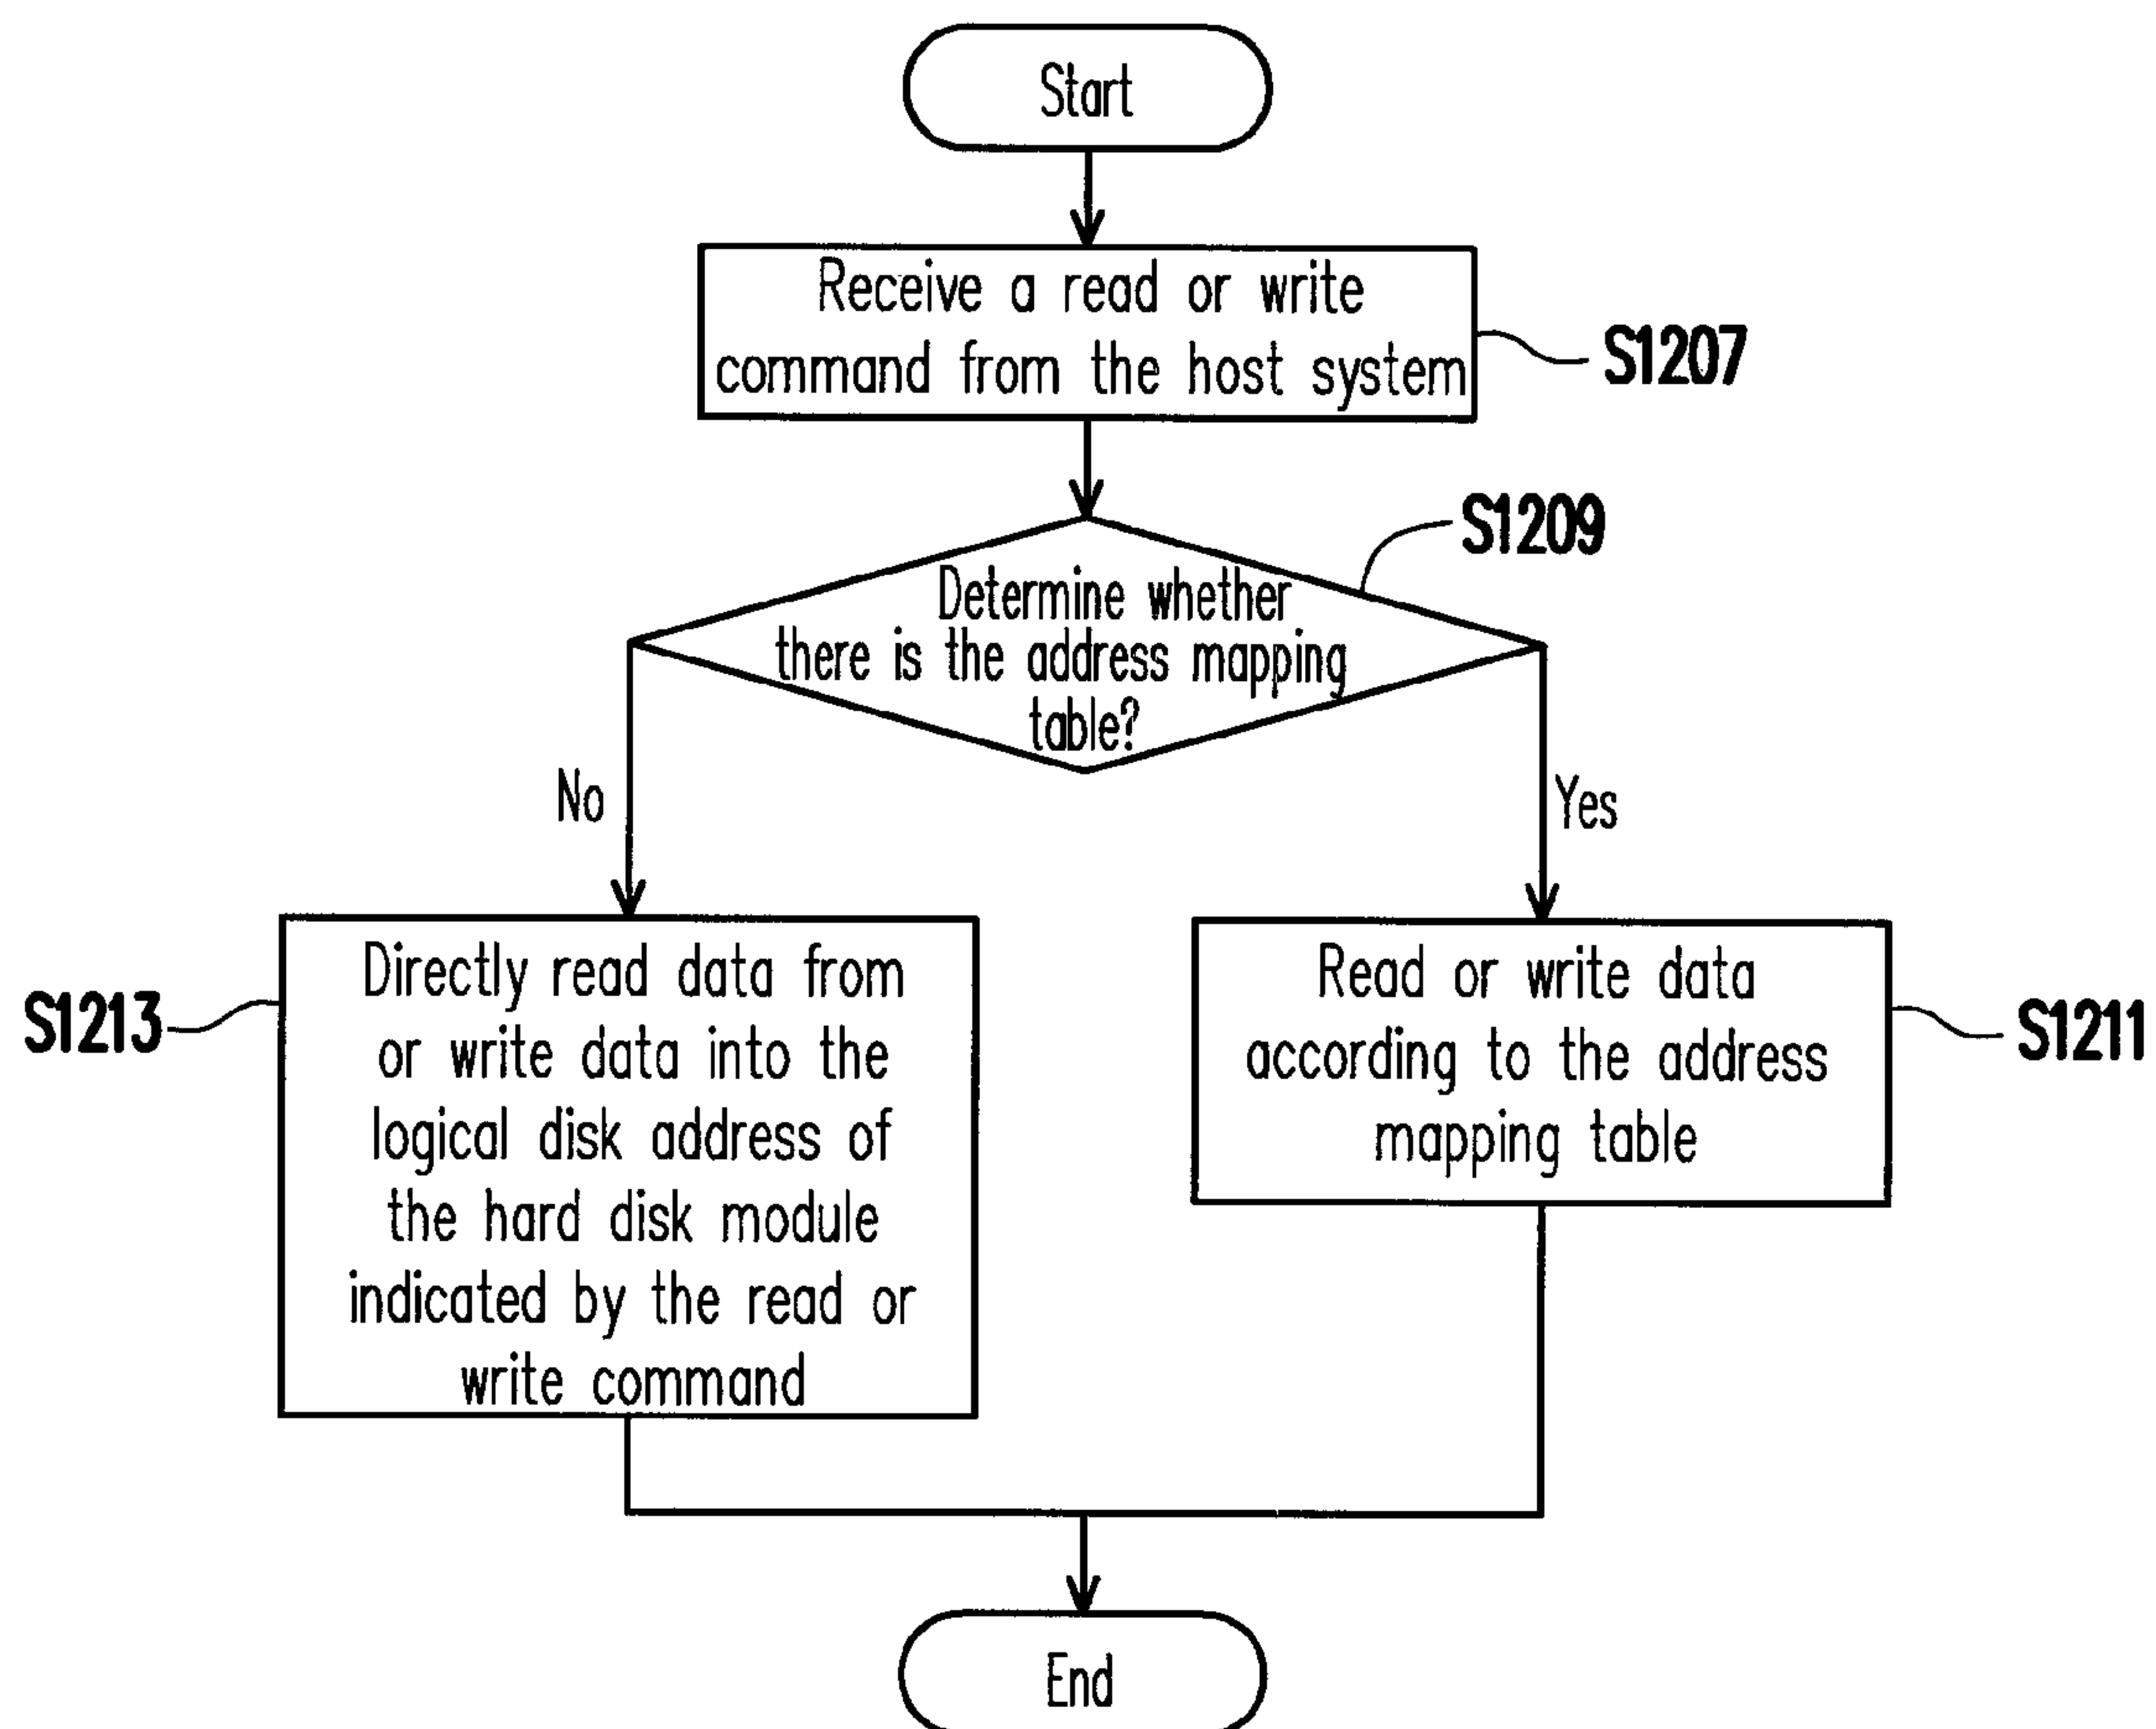 Start
Receive a read or write
command from the host system
S1207
S1209
Determine whether
there is the address mapping
table?
No
Yes
Directly read data from
or write data into the
logical disk address of
the hard disk module
indicated by the read or
write command
S1213
Read or write data
according to the address
mapping table
S1211
End